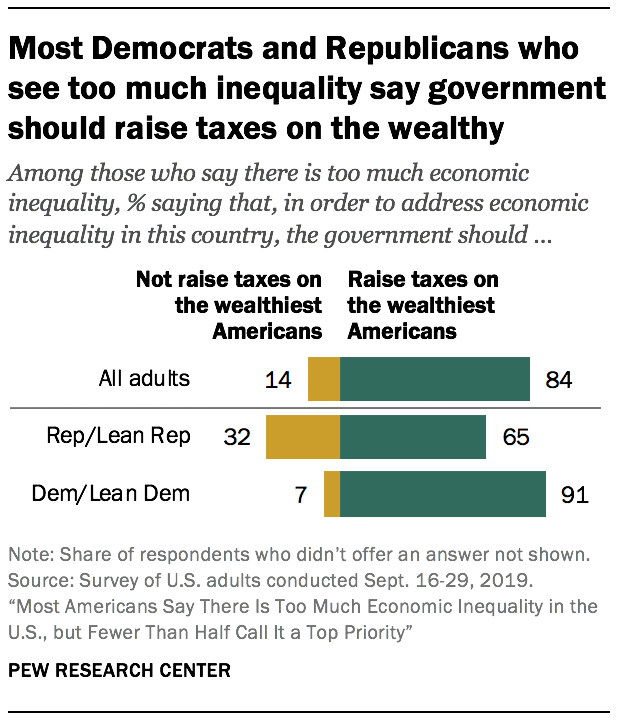 Most Democrats and Republicans who
see too much inequality say government
should raise taxes on the wealthy
Among those who say there is too much economic
inequality, % saying that, in order to address economic
inequality in this country, the government should ...
Not raise taxes on
the wealthiest
Americans
Raise taxes on
the wealthiest
Americans
All adults 14 84
Rep/Lean Rep 32 65
Dem/Lean Dem 7 91
Note: Share of respondents who didn’t offer an answer not shown.
Source: Survey of U.S. adults conducted Sept. 16-29, 2019.
“Most Americans Say There Is Too Much Economic Inequality in the
U.S., but Fewer Than Half Call It a Top Priority”
PEW RESEARCH CENTER